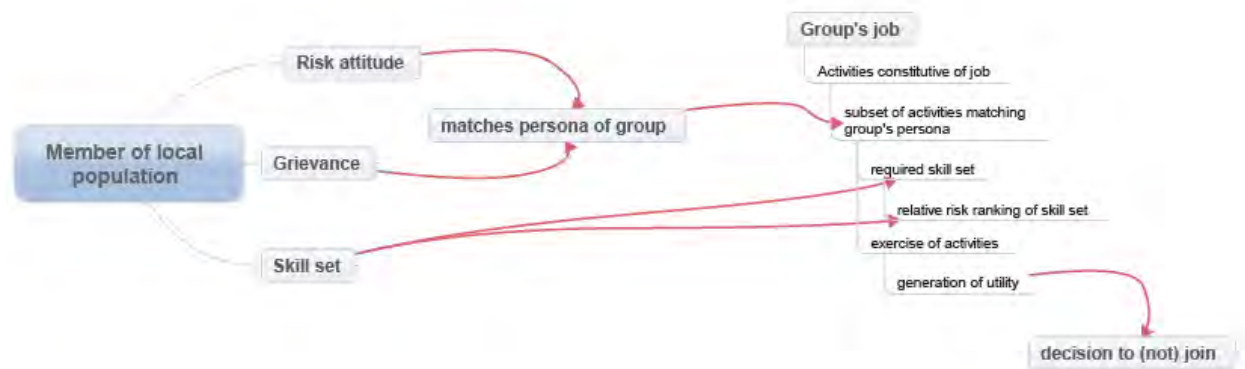 Group's job
Risk attitude
Activities constitutive of job
subset of activities matching
group's persona
matches persona of group
Member of local
population
Grievance
required skill set
relative risk ranking of skill set
exercise of activities
Skill set
generation of utility
decision to (not) join